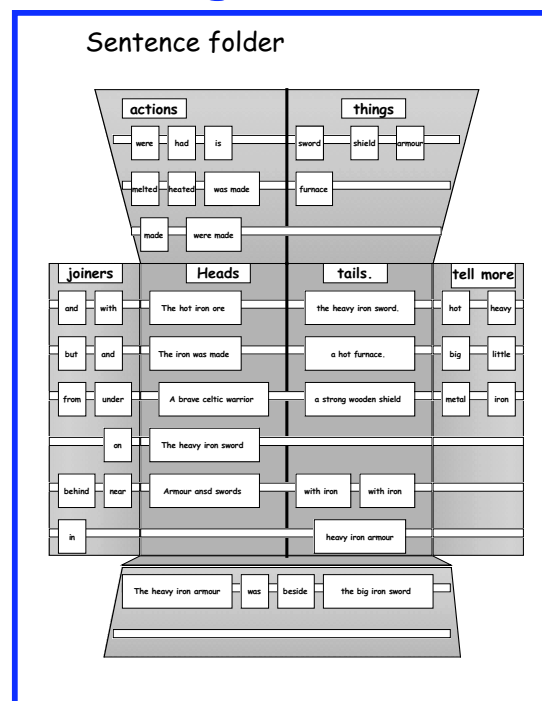 Sentence folder
actions things
were had is sword shield armour
melted heated was made furnace
made were made
joiners Heads tails. tell more
and with The hot iron ore the heavy iron sword. hot heavy
but and The iron was made a hot furnace. big little
from under A brave celtic warrior a strong wooden shield metal iron
on The heavy iron sword
behind near Armour ansd swords with iron with iron
in heavy iron armour
The heavy iron armour was beside the big iron sword